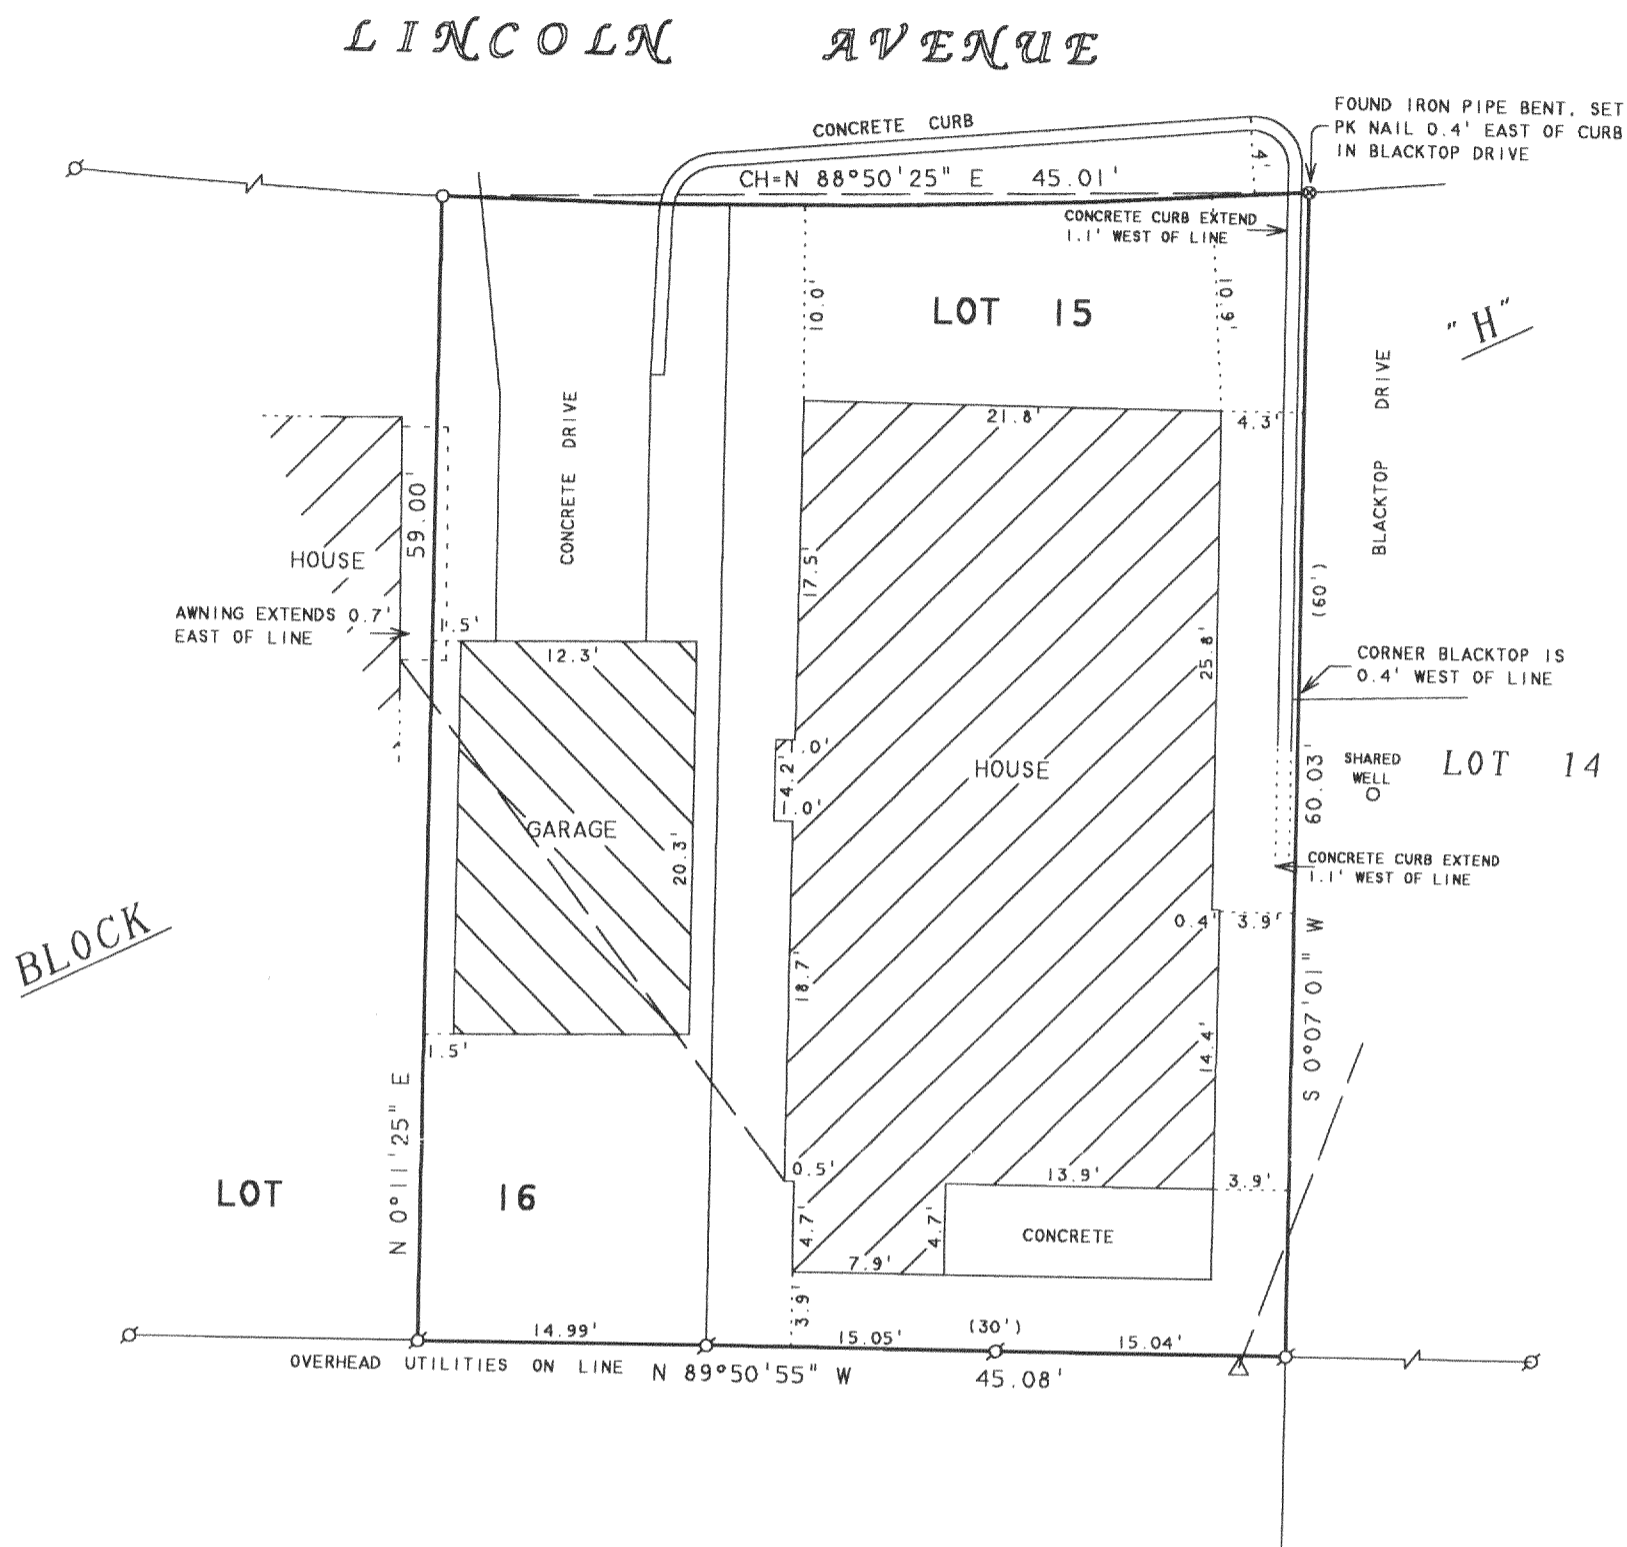 LINCOLN AVENUE
FOUND IRON PIPE BENT, SET
PK NAIL 0.4' EAST OF CURB
IN BLACKTOP DRIVE
CONCRETE CURB
4'
CH=N 88°50'25" E 45.01'
CONCRETE CURB EXTEND
1.1' WEST OF LINE
10.0'
LOT 15
10.9'
"H"
BLACKTOP DRIVE
CONCRETE DRIVE
21.8'
4.3'
59.00'
HOUSE
17.5'
(60')
AWNING EXTENDS 0.7'
EAST OF LINE
1.5'
12.3'
25.8'
CORNER BLACKTOP IS
0.4' WEST OF LINE
1.0'
4.2'
1.0'
HOUSE
60.03'
SHARED
WELL
LOT 14
GARAGE
20.3'
CONCRETE CURB EXTEND
1.1' WEST OF LINE
0.4'
3.9'
BLOCK
18.7'
S 0°07'01" W
1.5'
14.4'
N 0°11'25" E
0.5'
13.9'
3.9'
LOT 16
4.7'
4.7'
CONCRETE
7.9'
3.9'
14.99'
15.05'
(30')
15.04'
OVERHEAD UTILITIES ON LINE N 89°50'55" W 45.08'